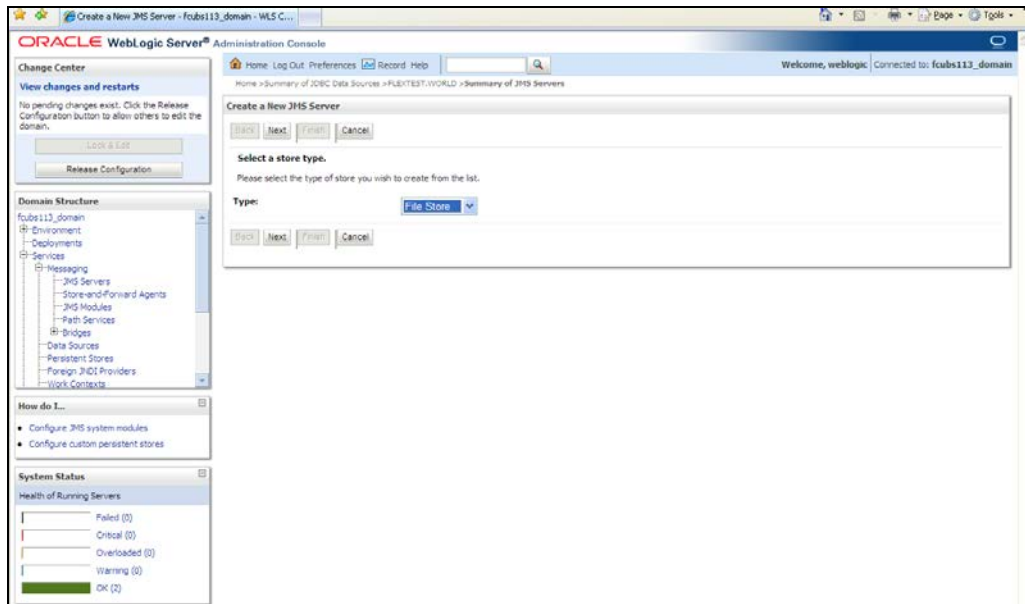 Create a New JMS Server - fcubs113_domain - WLS C...
Page
Tools
ORACLE WebLogic Server® Administration Console
Change Center
View changes and restarts
No pending changes exist. Click the Release
Configuration button to allow others to edit the
domain.
Lock & Edit
Release Configuration
Domain Structure
fcubs113_domain
Environment
Deployments
Services
Messaging
JMS Servers
Store-and-Forward Agents
JMS Modules
Path Services
Bridges
Data Sources
Persistent Stores
Foreign JNDI Providers
Work Contexts
How do I...
Configure JMS system modules
Configure custom persistent stores
System Status
Health of Running Servers
Failed (0)
Critical (0)
Overloaded (0)
Warning (0)
OK (2)
Home Log Out Preferences Record Help
Welcome, weblogic Connected to: fcubs113_domain
Home >Summary of JDBC Data Sources >FLEXTEST.WORLD >Summary of JMS Servers
Create a New JMS Server
Back Next Finish Cancel
Select a store type.
Please select the type of store you wish to create from the list.
Type: File Store
Back Next Finish Cancel